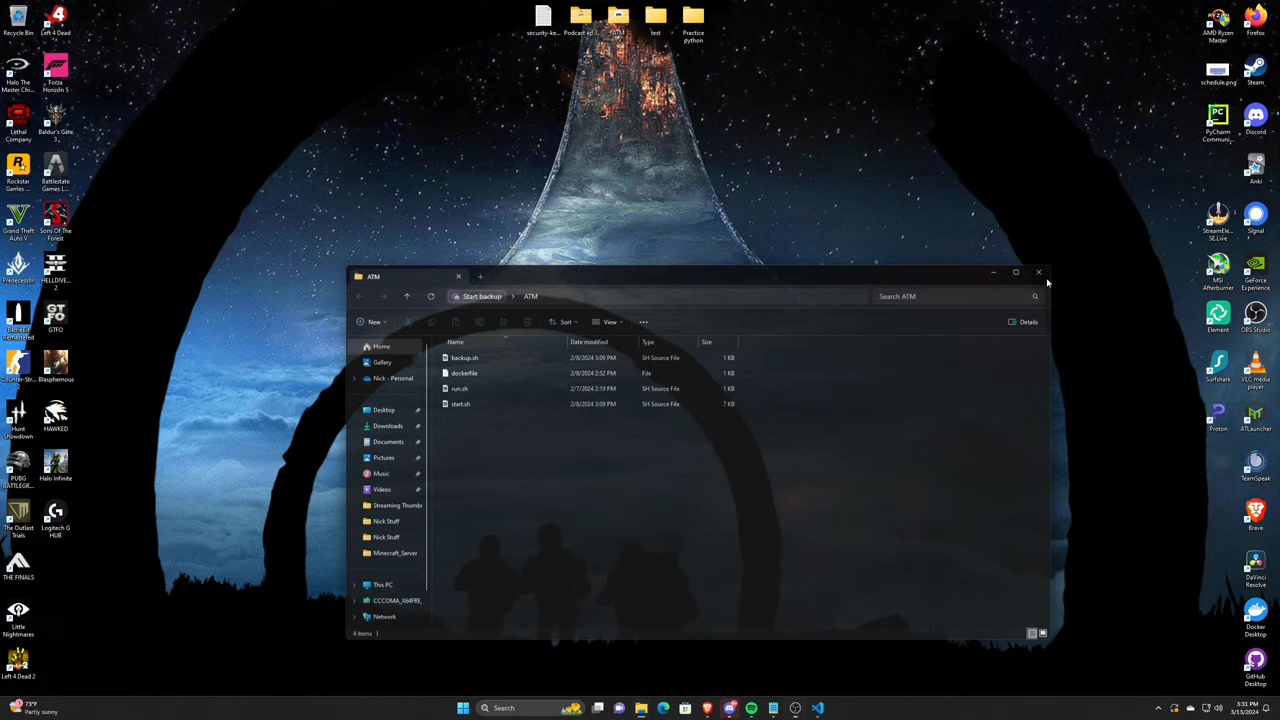 Recycle Bin
Left 4 Dead
security-ke...
Podcast ep 1...
ATM
test
Practice python
AMD Ryzen Master
Firefox
Halo The Master Chi...
Forza Horizon 5
schedule.png
Steam
Lethal Company
Baldur's Gate 3
PyCharm Communi...
Discord
Rockstar Games ...
Battlestate Games L...
Anki
Grand Theft Auto V
Sons Of The Forest
StreamEle... SE.Live
Signal
Predecessor
HELLDIVE... 2
MSI Afterburner
GeForce Experience
BattleBit Remastered
GTFO
Element
OBS Studio
Counter-Str... 2
Blasphemous
Surfshark
VLC media player
Hunt Showdown
HAWKED
Proton
ATLauncher
PUBG BATTLEGR...
Halo Infinite
TeamSpeak
The Outlast Trials
Logitech G HUB
Brave
THE FINALS
DaVinci Resolve
Little Nightmares
Docker Desktop
Left 4 Dead 2
GitHub Desktop
ATM
Start backup > ATM
Search ATM
New
Sort
View
Details
Name Date modified Type Size
backup.sh 2/8/2024 3:09 PM SH Source File 1 KB
dockerfile 2/8/2024 2:52 PM File 1 KB
run.sh 2/7/2024 2:19 PM SH Source File 1 KB
start.sh 2/8/2024 3:09 PM SH Source File 7 KB
Home
Gallery
Nick - Personal
Desktop
Downloads
Documents
Pictures
Music
Videos
Streaming Thumb
Nick Stuff
Nick Stuff
Minecraft_Server
This PC
CCCOMA_X64FRE_
Network
4 items
73°F
Partly sunny
Search
3:31 PM
3/13/2024